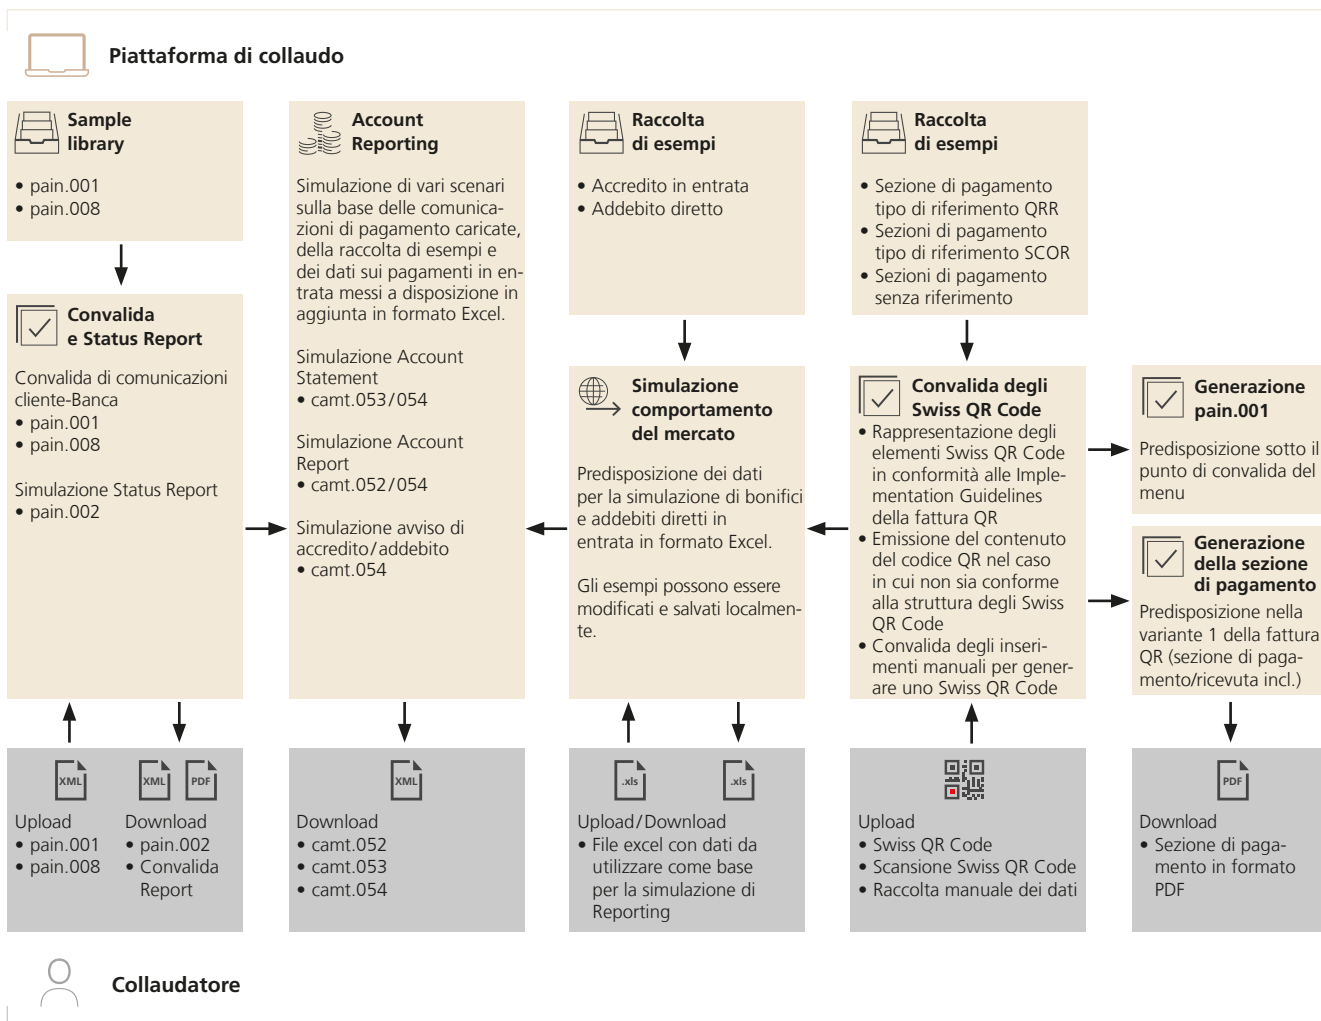 Piattaforma di collaudo
Sample
library
• pain.001
• pain.008
Convalida
e Status Report
Convalida di comunicazioni
cliente-Banca
• pain.001
• pain.008
Simulazione Status Report
• pain.002
XML
XML
PDF
Upload
• pain.001
• pain.008
Download
• pain.002
• Convalida
Report
Account
Reporting
Simulazione di vari scenari
sulla base delle comunica-
zioni di pagamento caricate,
della raccolta di esempi e
dei dati sui pagamenti in en-
trata messi a disposizione in
aggiunta in formato Excel.
Simulazione Account
Statement
• camt.053/054
Simulazione Account
Report
• camt.052/054
Simulazione avviso di
accredito/addebito
• camt.054
XML
Download
• camt.052
• camt.053
• camt.054
Raccolta
di esempi
• Accredito in entrata
• Addebito diretto
Simulazione
comportamento
del mercato
Predisposizione dei dati
per la simulazione di bonifici
e addebiti diretti in
entrata in formato Excel.
Gli esempi possono essere
modificati e salvati localmen-
te.
.xls
.xls
Upload/Download
• File excel con dati da
utilizzare come base
per la simulazione di
Reporting
Raccolta
di esempi
• Sezione di pagamento
tipo di riferimento QRR
• Sezioni di pagamento
tipo di riferimento SCOR
• Sezioni di pagamento
senza riferimento
Convalida degli
Swiss QR Code
• Rappresentazione degli
elementi Swiss QR Code
in conformità alle Imple-
mentation Guidelines
della fattura QR
• Emissione del contenuto
del codice QR nel caso
in cui non sia conforme
alla struttura degli Swiss
QR Code
• Convalida degli inseri-
menti manuali per gener-
are uno Swiss QR Code
Upload
• Swiss QR Code
• Scansione Swiss QR Code
• Raccolta manuale dei dati
Generazione
pain.001
Predisposizione sotto il
punto di convalida del
menu
Generazione
della sezione
di pagamento
Predisposizione nella
variante 1 della fattura
QR (sezione di paga-
mento/ricevuta incl.)
PDF
Download
• Sezione di paga-
mento in formato
PDF
Collaudatore